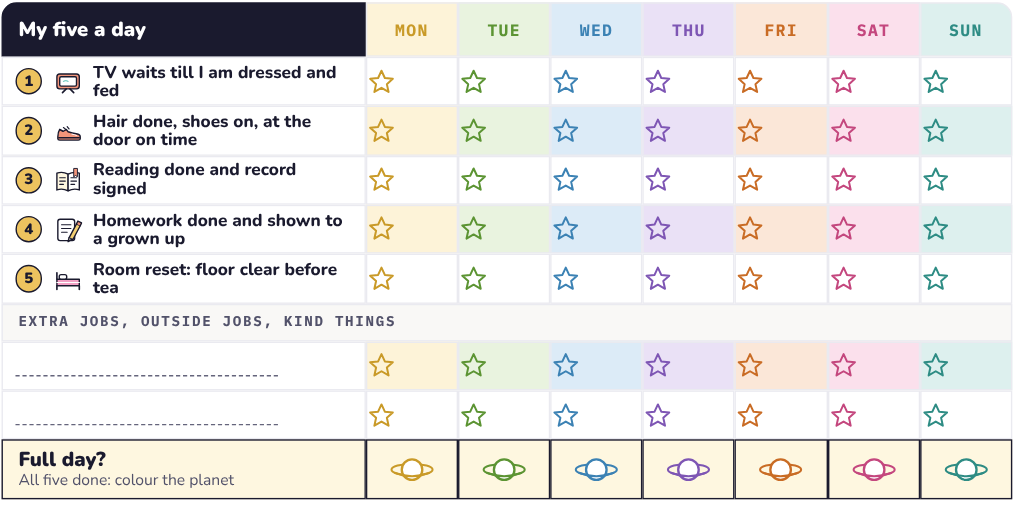 My five a day MON TUE WED THU FRI SAT SUN
1 TV waits till I am dressed and
fed
2 Hair done, shoes on, at the
door on time
3 Reading done and record
signed
4 Homework done and shown to
a grown up
5 Room reset: floor clear before
tea
EXTRA JOBS, OUTSIDE JOBS, KIND THINGS
Full day?
All five done: colour the planet